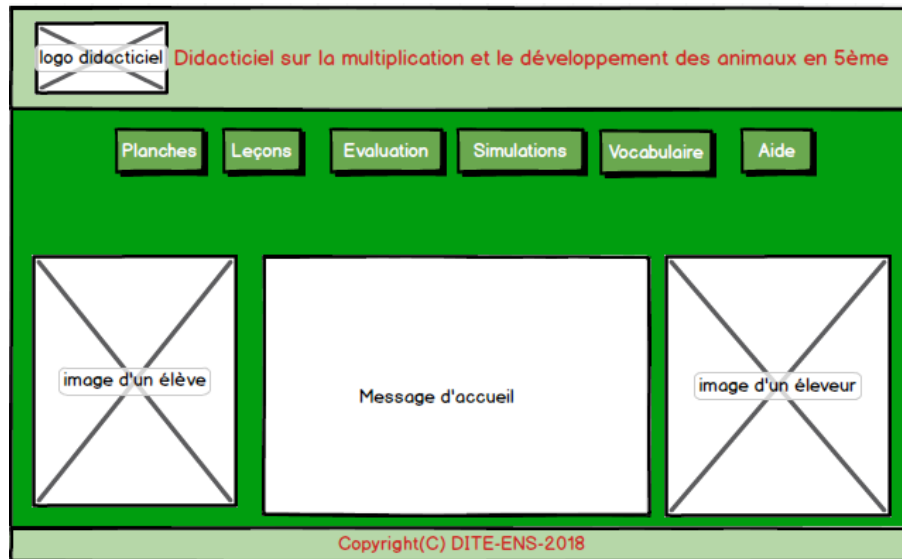 logo didacticiel
Didacticiel sur la multiplication et le développement des animaux en 5ème
Planches
Leçons
Evaluation
Simulations
Vocabulaire
Aide
image d'un élève
Message d'accueil
image d'un éleveur
Copyright(C) DITE-ENS-2018